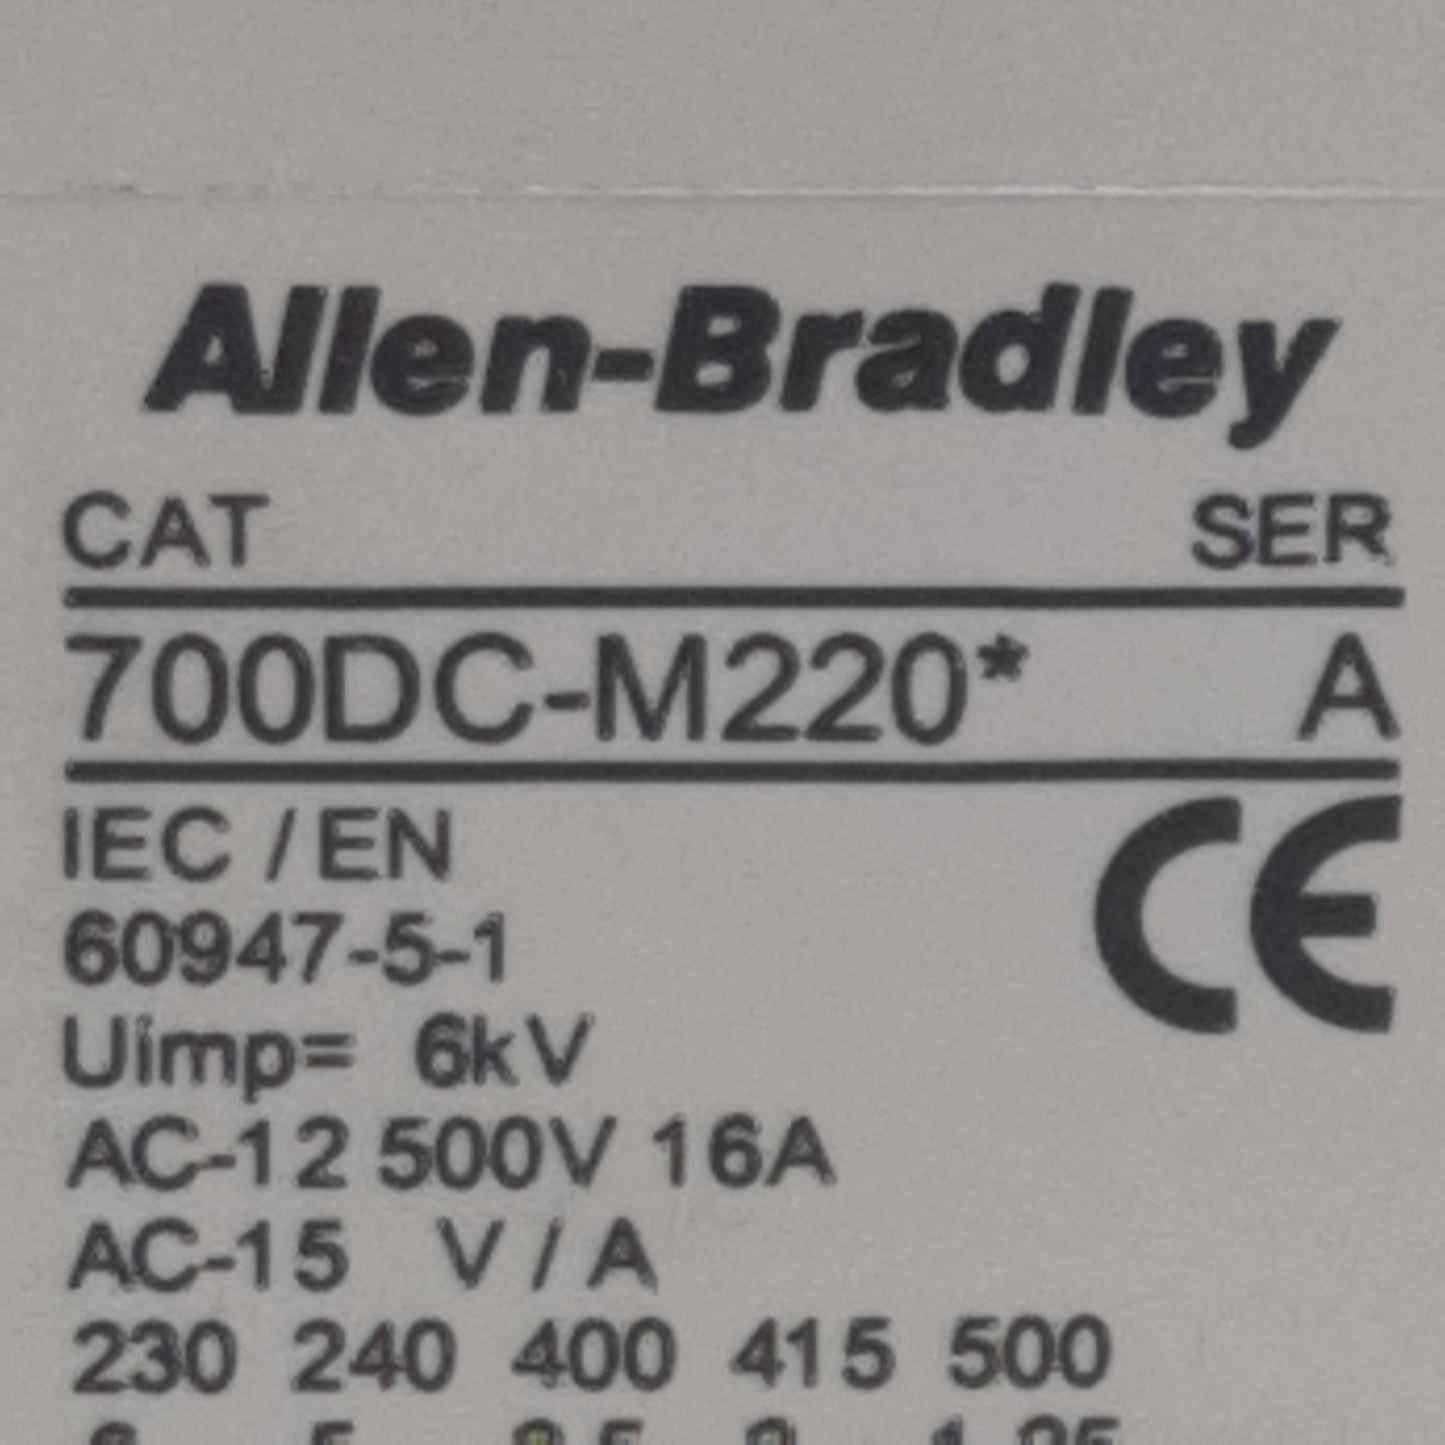 Allen-Bradley
CAT SER
700DC-M220* A
IEC / EN
60947-5-1
CE
Uimp= 6kV
AC-12 500V 16A
AC-15 V / A
230 240 400 415 500